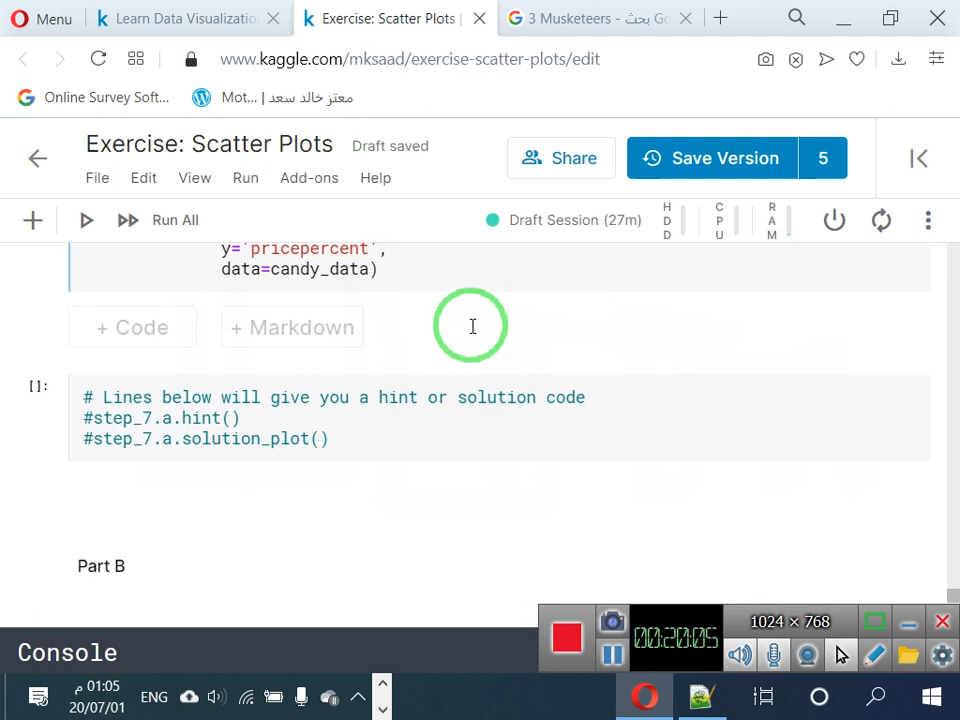 Menu
Learn Data Visualizatio
Exercise: Scatter Plots
3 Musketeers - بحث Go
www.kaggle.com/mksaad/exercise-scatter-plots/edit
Online Survey Soft...
Mot... | معتز خالد سعد
Exercise: Scatter Plots
Draft saved
Share
Save Version
5
File
Edit
View
Run
Add-ons
Help
Run All
Draft Session (27m)
HDD
CPU
RAM
y='pricepercent',
data=candy_data)
+ Code
+ Markdown
[]:
# Lines below will give you a hint or solution code
#step_7.a.hint()
#step_7.a.solution_plot()
Part B
Console
00:20:05
1024 × 768
01:05 م
20/07/01
ENG